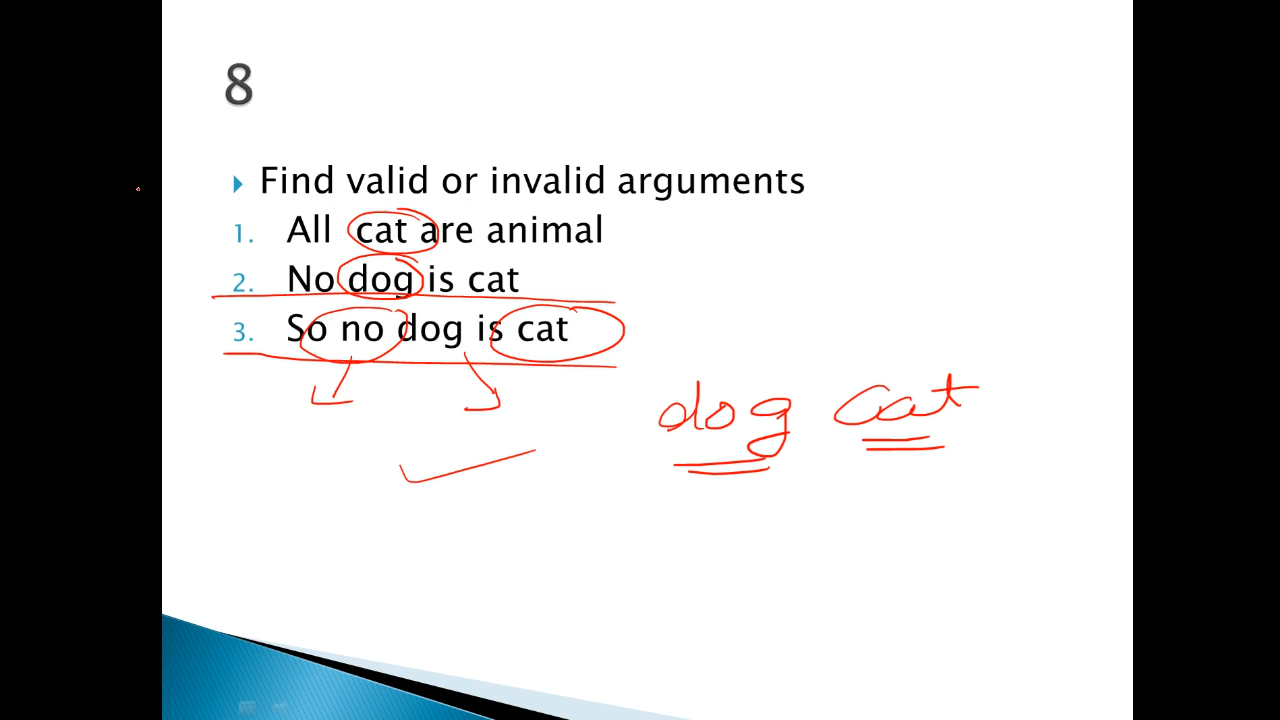 8
Find valid or invalid arguments
1. All cat are animal
2. No dog is cat
3. So no dog is cat
dog cat